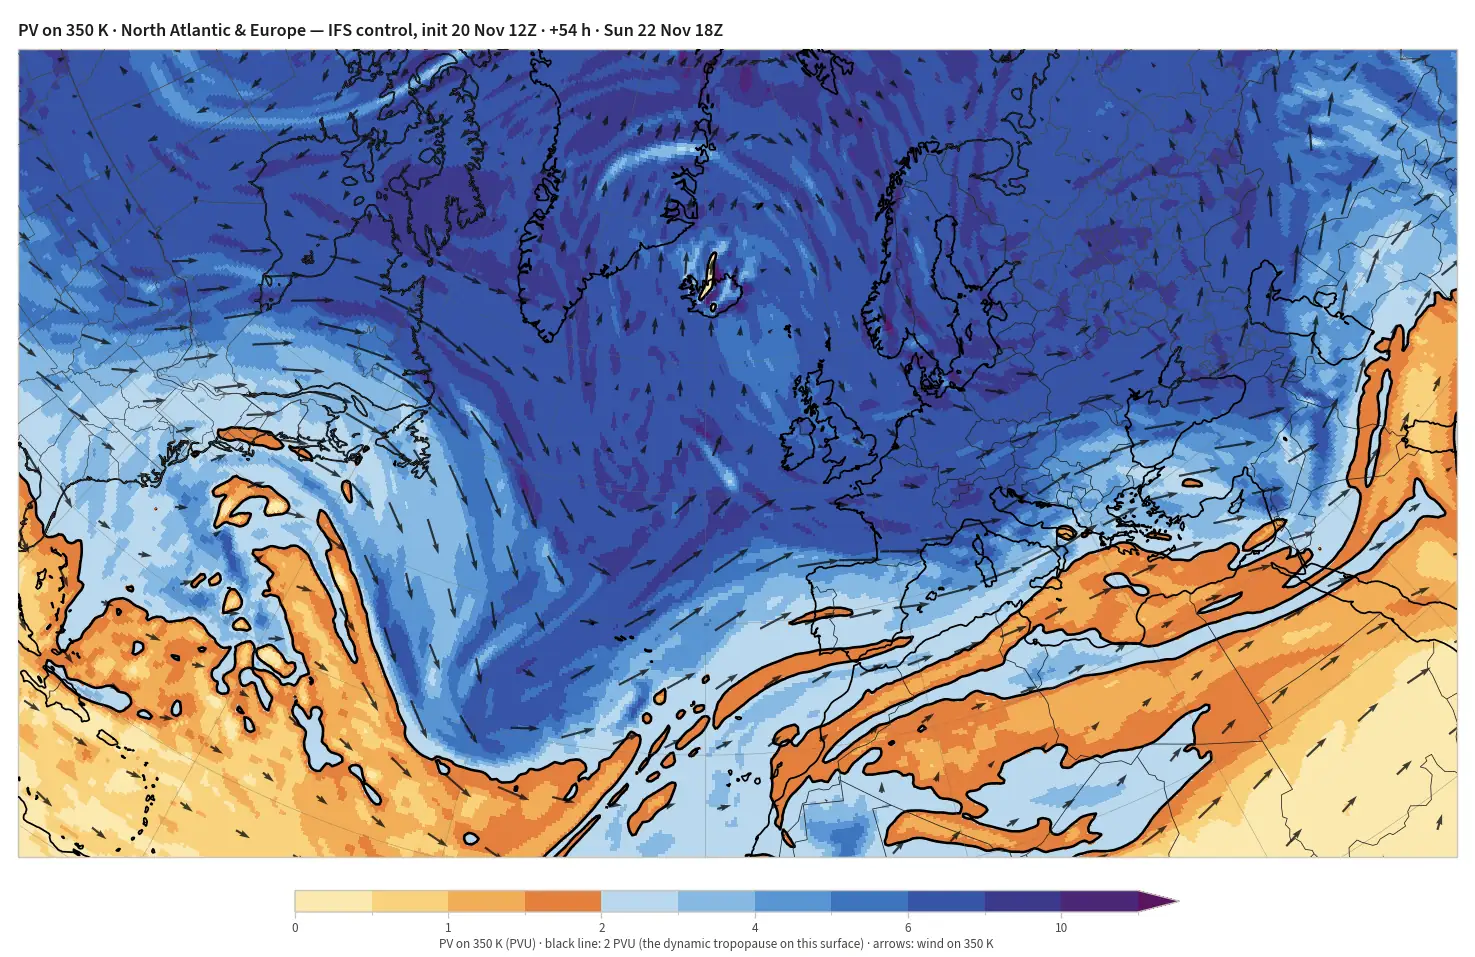 PV on 350 K · North Atlantic & Europe — IFS control, init 20 Nov 12Z · +54 h · Sun 22 Nov 18Z
0 1 2 4 6 10
PV on 350 K (PVU) · black line: 2 PVU (the dynamic tropopause on this surface) · arrows: wind on 350 K